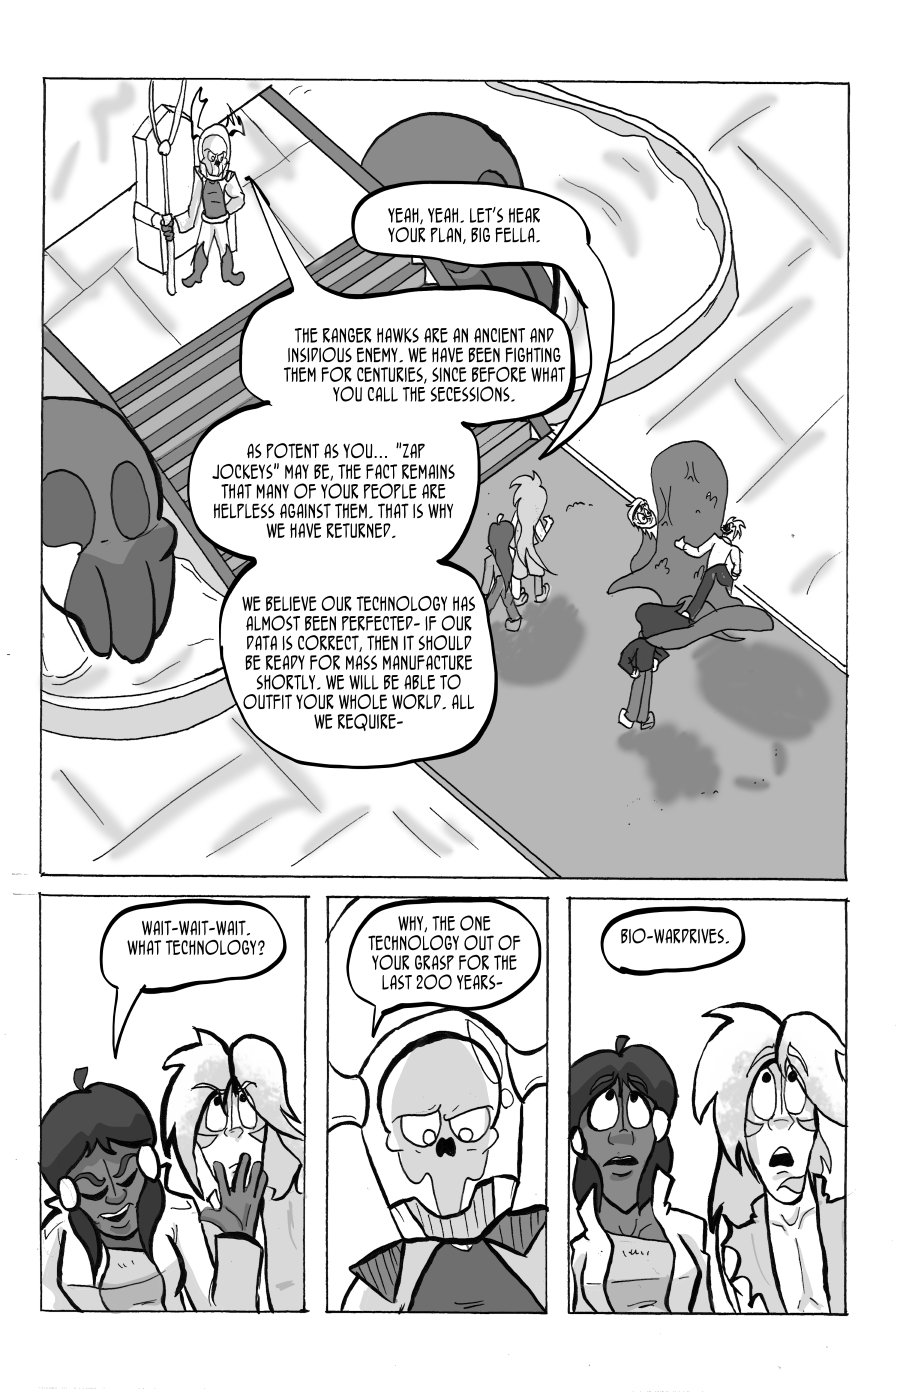 YEAH, YEAH. LET'S HEAR
YOUR PLAN, BIG FELLA.
THE RANGER HAWKS ARE AN ANCIENT AND
INSIDIOUS ENEMY. WE HAVE BEEN FIGHTING
THEM FOR CENTURIES, SINCE BEFORE WHAT
YOU CALL THE SECESSIONS.
AS POTENT AS YOU... "ZAP
JOCKEYS" MAY BE, THE FACT REMAINS
THAT MANY OF YOUR PEOPLE ARE
HELPLESS AGAINST THEM. THAT IS WHY
WE HAVE RETURNED.
WE BELIEVE OUR TECHNOLOGY HAS
ALMOST BEEN PERFECTED- IF OUR
DATA IS CORRECT, THEN IT SHOULD
BE READY FOR MASS MANUFACTURE
SHORTLY. WE WILL BE ABLE TO
OUTFIT YOUR WHOLE WORLD. ALL
WE REQUIRE-
WAIT-WAIT-WAIT.
WHAT TECHNOLOGY?
WHY, THE ONE
TECHNOLOGY OUT OF
YOUR GRASP FOR THE
LAST 200 YEARS-
BIO-WARDRIVES.